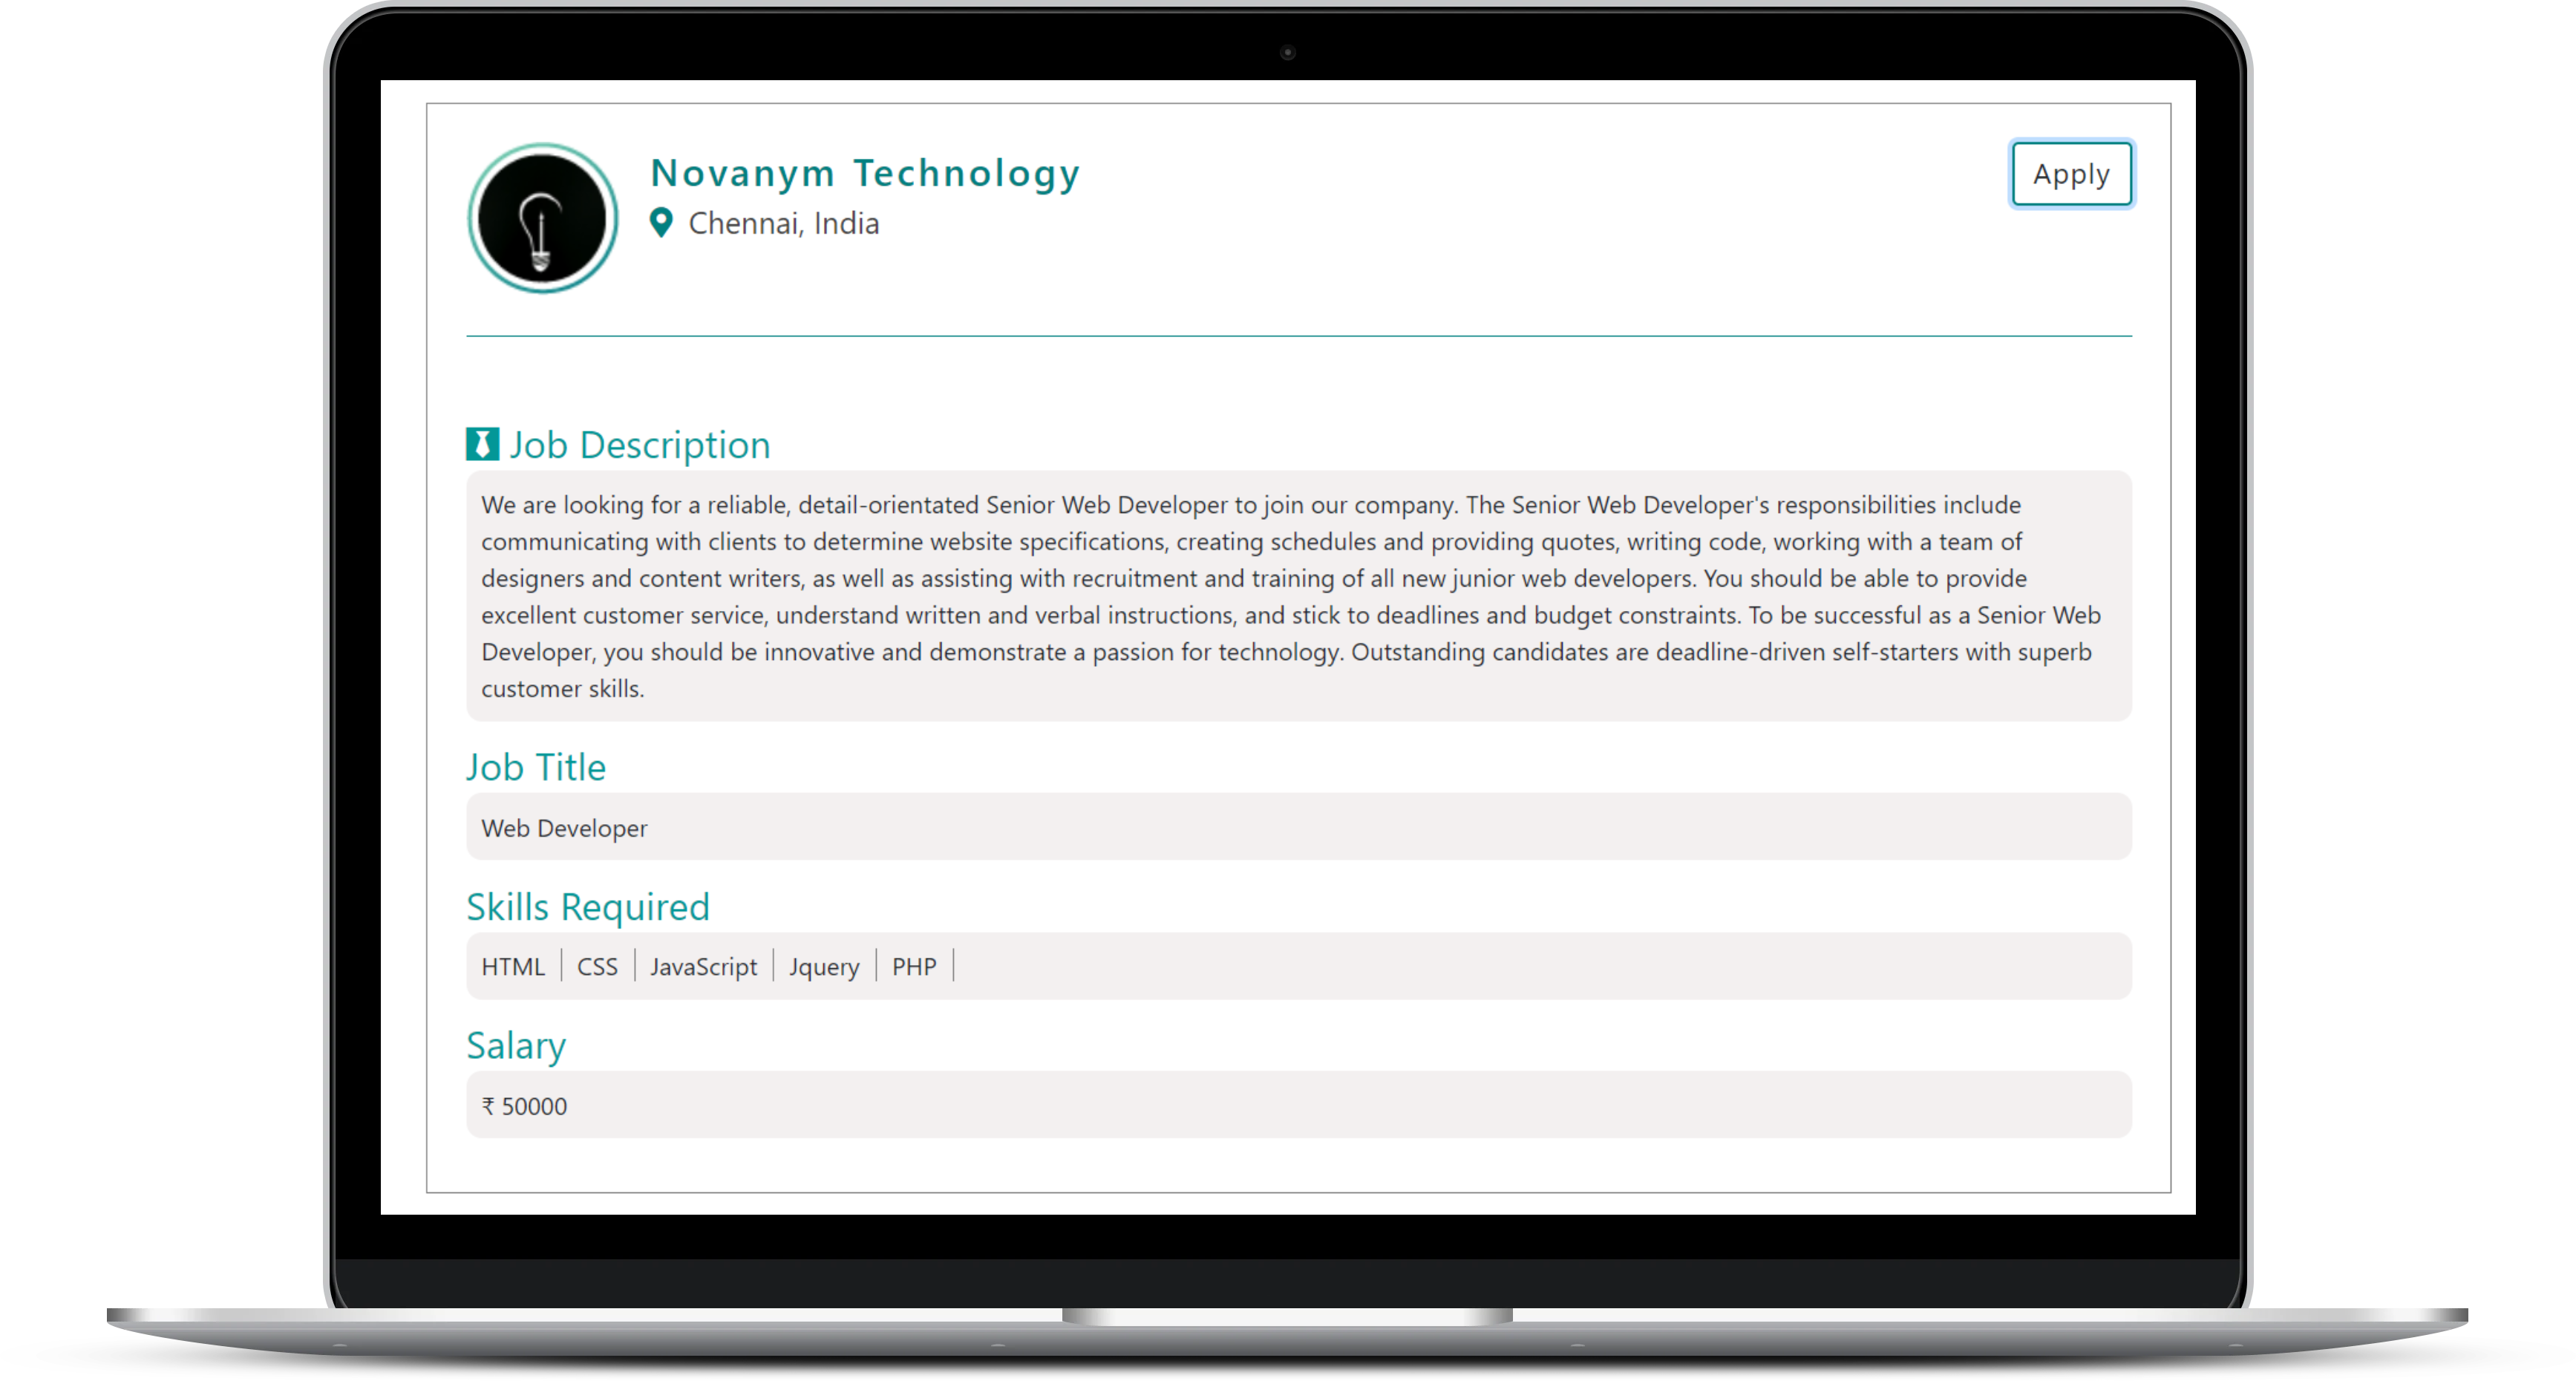 Novanym Technology
Apply
Chennai, India
Job Description
We are looking for a reliable, detail-orientated Senior Web Developer to join our company. The Senior Web Developer's responsibilities include
communicating with clients to determine website specifications, creating schedules and providing quotes, writing code, working with a team of
designers and content writers, as well as assisting with recruitment and training of all new junior web developers. You should be able to provide
excellent customer service, understand written and verbal instructions, and stick to deadlines and budget constraints. To be successful as a Senior Web
Developer, you should be innovative and demonstrate a passion for technology. Outstanding candidates are deadline-driven self-starters with superb
customer skills.
Job Title
Web Developer
Skills Required
HTML | CSS | JavaScript | Jquery | PHP |
Salary
₹ 50000